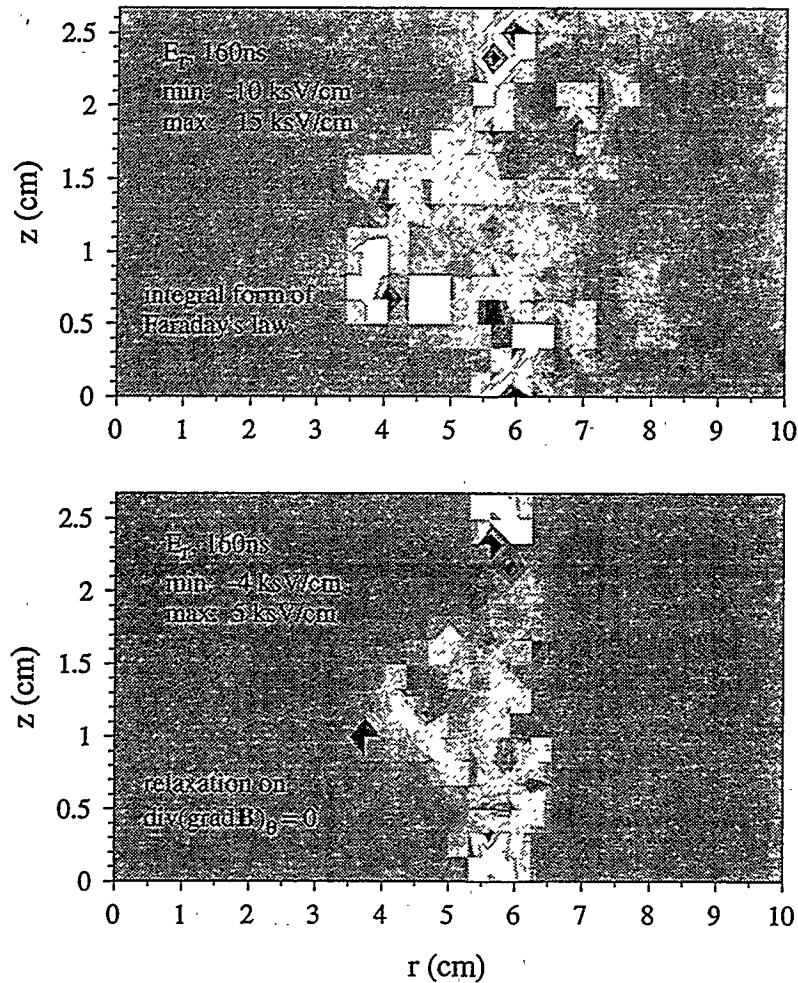 2.5
2
1.5
1
0.5
0
z (cm)
E_r, 160ns
min: -10 ksV/cm
max: 15 ksV/cm
integral form of
Faraday's law
0 1 2 3 4 5 6 7 8 9 10
2.5
2
1.5
1
0.5
0
z (cm)
E_r, 160ns
min: -4 ksV/cm
max: 5 ksV/cm
relaxation on
div(grad B)_θ = 0
0 1 2 3 4 5 6 7 8 9 10
r (cm)